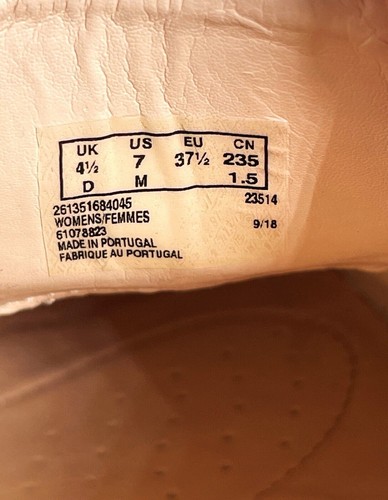 UK US EU CN
4½ 7 37½ 235
D M 1.5
261351684045 23514
WOMENS/FEMMES
61078823 9/18
MADE IN PORTUGAL
FABRIQUE AU PORTUGAL